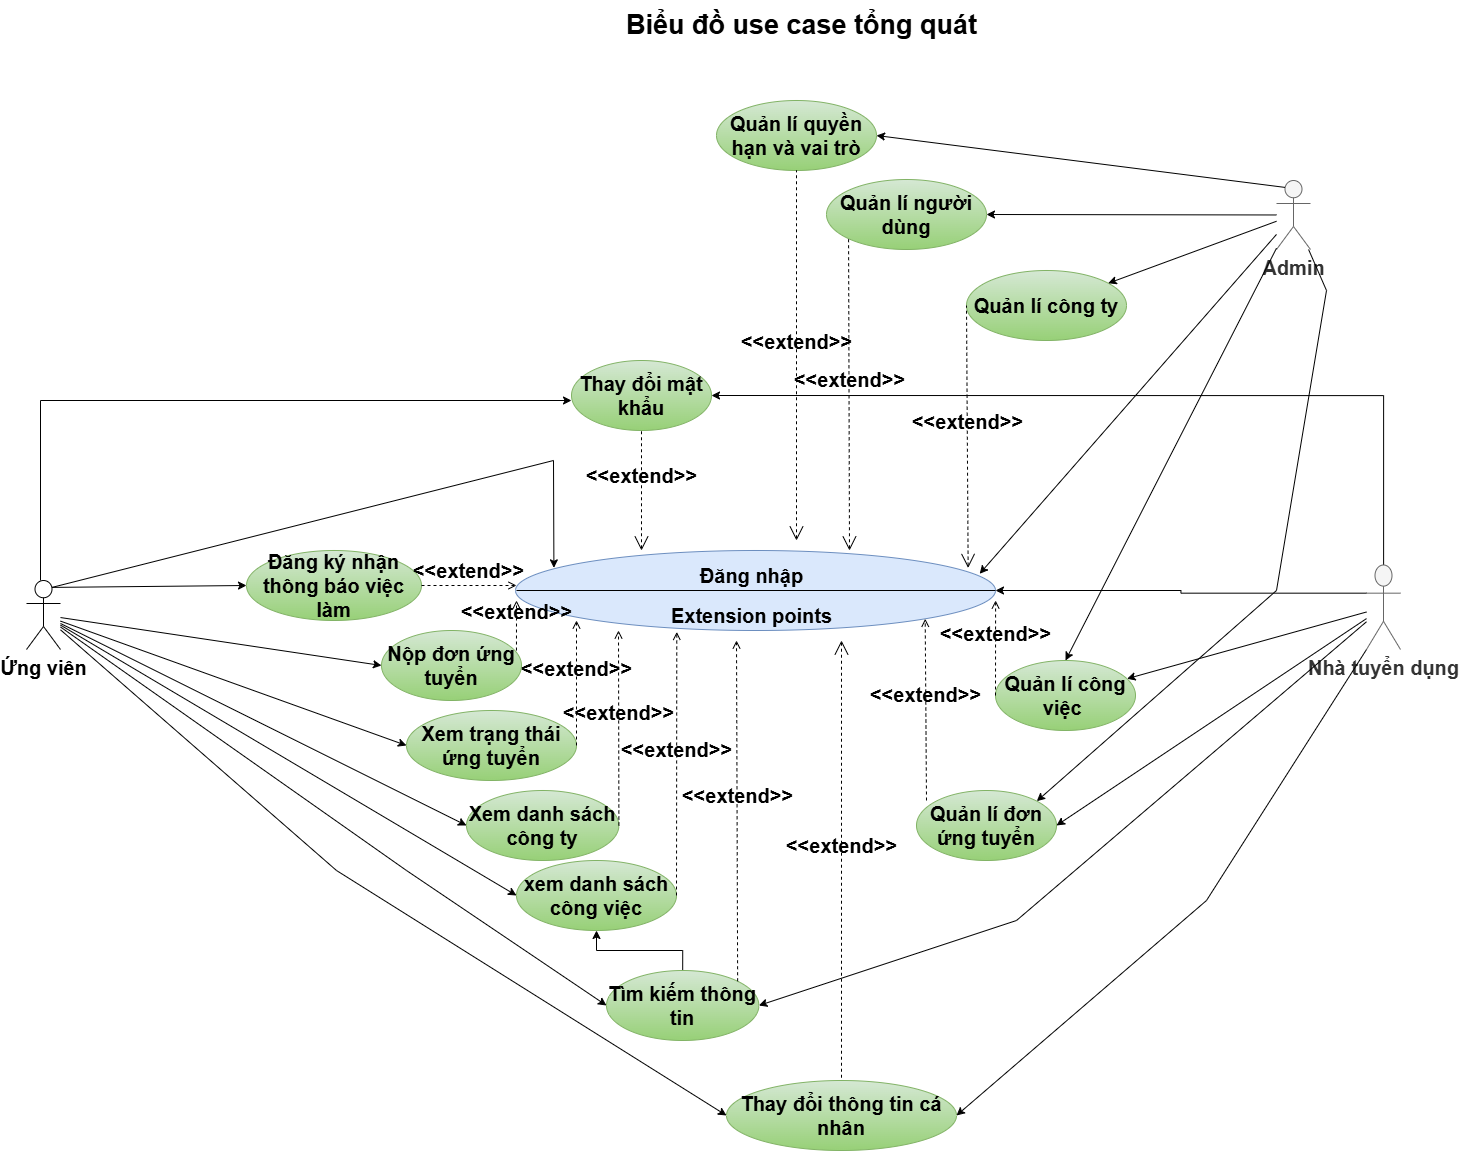 Biểu đồ use case tổng quát
Quản lí quyền
hạn và vai trò
Quản lí người
dùng
Admin
Quản lí công ty
<<extend>>
<<extend>>
Thay đổi mật
khẩu
<<extend>>
<<extend>>
Đăng ký nhận
thông báo việc
làm
<<extend>>
Đăng nhập
<<extend>>
Extension points
<<extend>>
Ứng viên
Nộp đơn ứng
tuyển
<<extend>>
Quản lí công
việc
Nhà tuyển dụng
<<extend>>
<<extend>>
Xem trạng thái
ứng tuyển
<<extend>>
<<extend>>
Xem danh sách
công ty
Quản lí đơn
ứng tuyển
<<extend>>
xem danh sách
công việc
Tìm kiếm thông
tin
Thay đổi thông tin cá
nhân